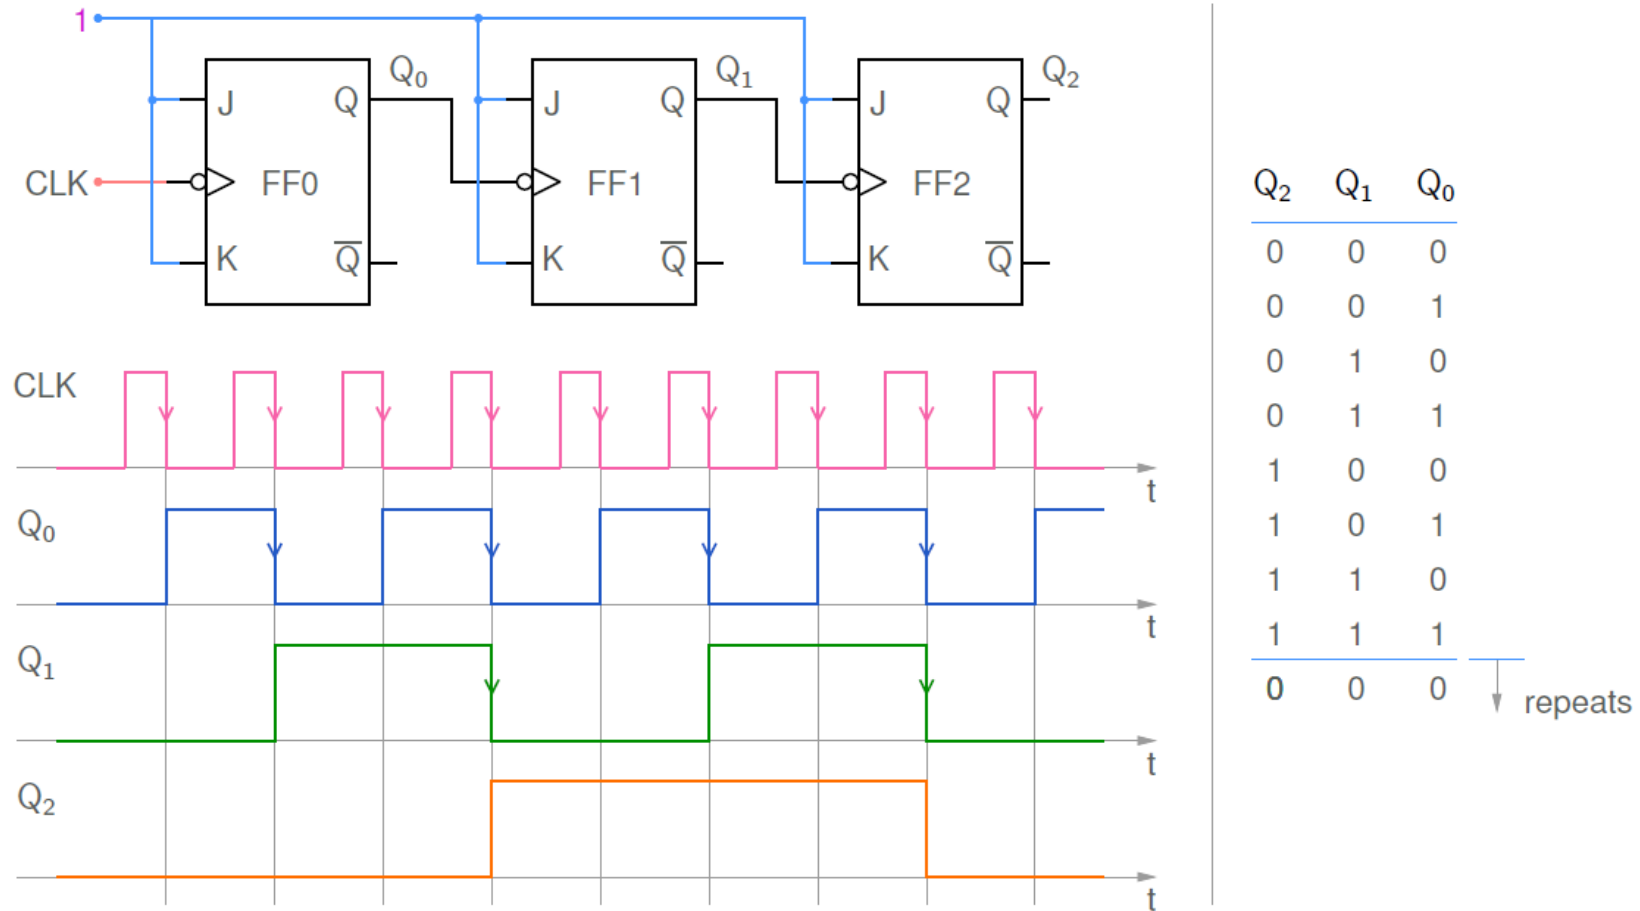 1
Q₀ Q₁ Q₂
J Q J Q J Q
CLK FF0 FF1 FF2
K Q̅ K Q̅ K Q̅
CLK
t
Q₀
t
Q₁
t
Q₂
t
Q₂ Q₁ Q₀
0 0 0
0 0 1
0 1 0
0 1 1
1 0 0
1 0 1
1 1 0
1 1 1
0 0 0
repeats